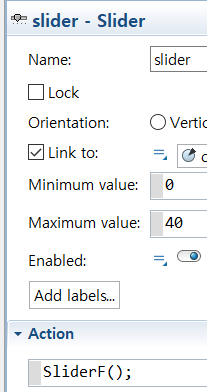 slider - Slider
Name: slider
Lock
Orientation:
Link to:
Minimum value: 0
Maximum value: 40
Enabled:
Add labels...
Action
SliderF();